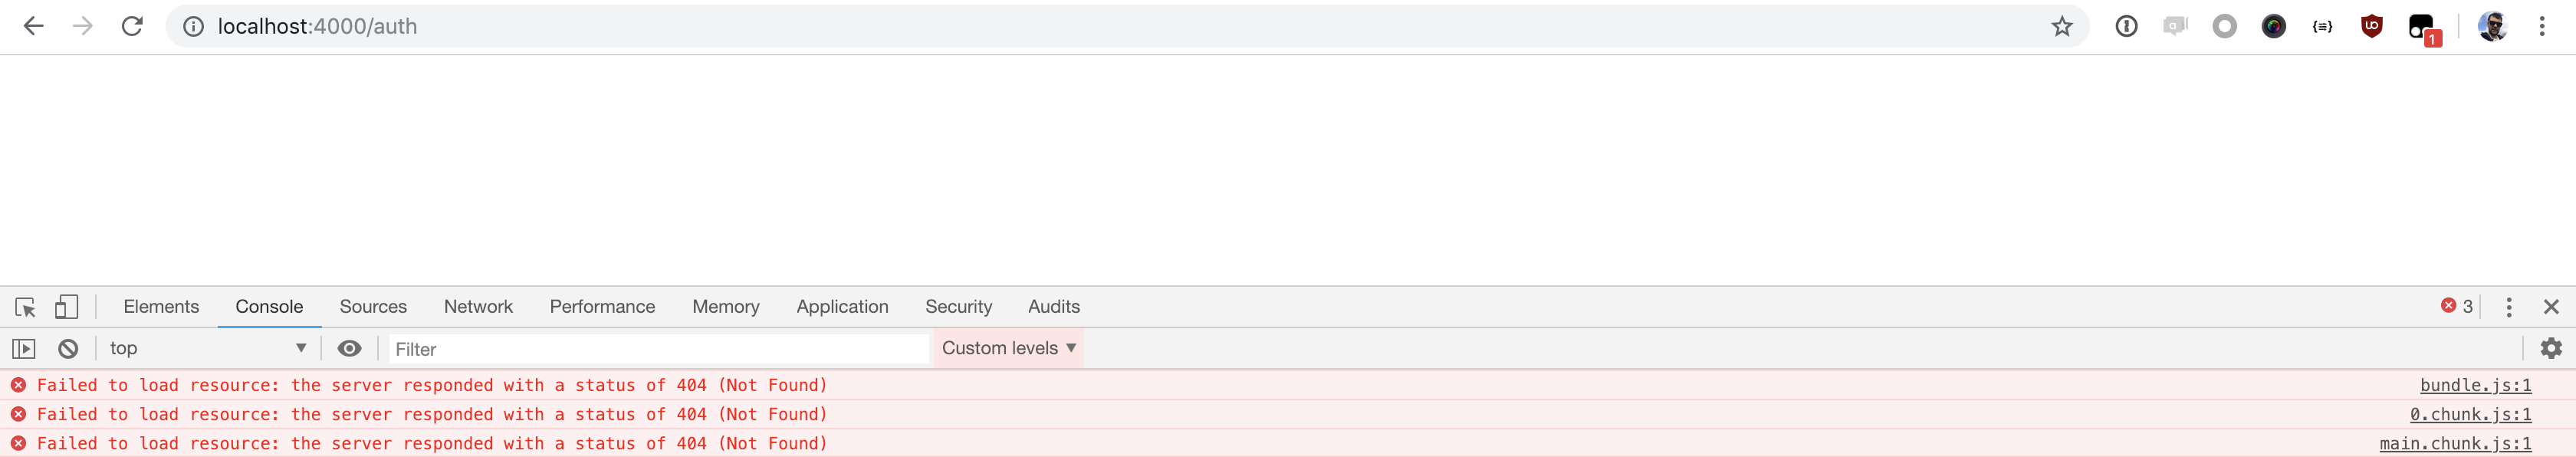 localhost:4000/auth
1
Elements Console Sources Network Performance Memory Application Security Audits 3
top Filter Custom levels
Failed to load resource: the server responded with a status of 404 (Not Found) bundle.js:1
Failed to load resource: the server responded with a status of 404 (Not Found) 0.chunk.js:1
Failed to load resource: the server responded with a status of 404 (Not Found) main.chunk.js:1